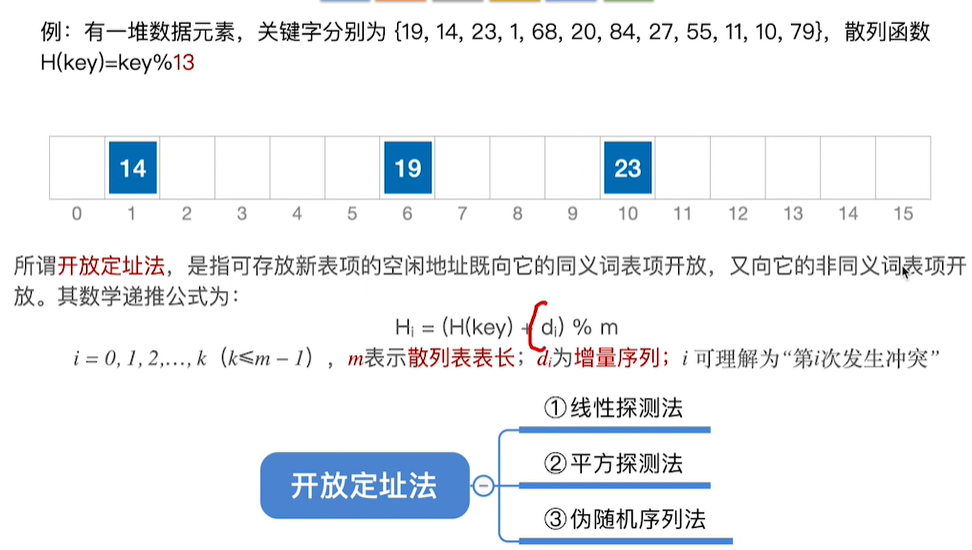 例：有一堆数据元素，关键字分别为 {19, 14, 23, 1, 68, 20, 84, 27, 55, 11, 10, 79}，散列函数
H(key)=key%13
14 19 23
0 1 2 3 4 5 6 7 8 9 10 11 12 13 14 15
所谓开放定址法，是指可存放新表项的空闲地址既向它的同义词表项开放，又向它的非同义词表项开
放。其数学递推公式为：
Hᵢ = (H(key) + dᵢ) % m
i = 0, 1, 2,…, k（k≤m − 1），m表示散列表表长；dᵢ为增量序列；i 可理解为“第i次发生冲突”
①线性探测法
②平方探测法
开放定址法
③伪随机序列法